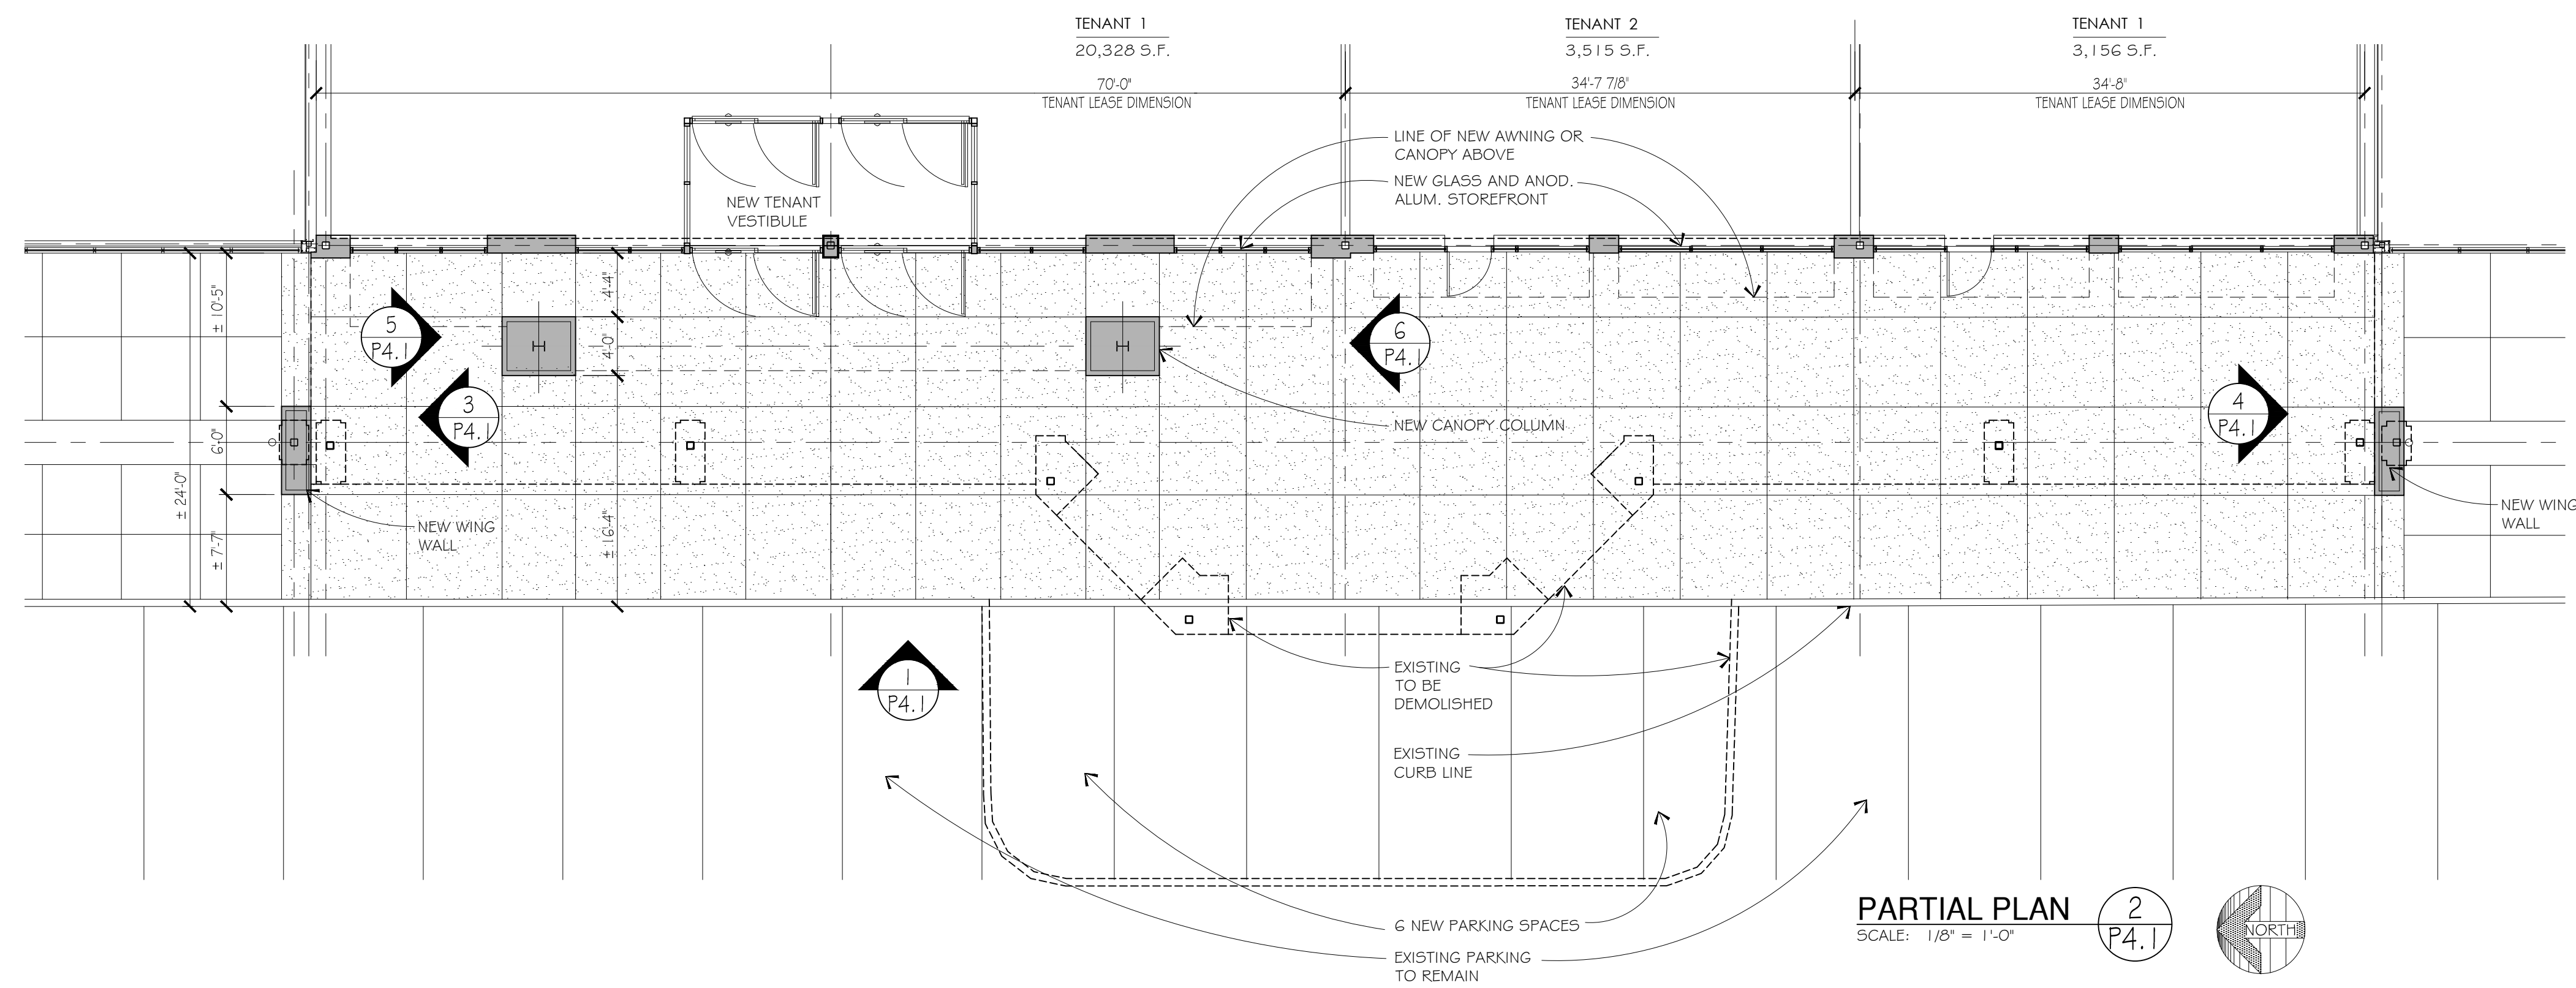 TENANT 1
20,328 S.F.
70'-0"
TENANT LEASE DIMENSION
TENANT 2
3,515 S.F.
34'-7 7/8"
TENANT LEASE DIMENSION
TENANT 1
3,156 S.F.
34'-8"
TENANT LEASE DIMENSION
LINE OF NEW AWNING OR
CANOPY ABOVE
NEW GLASS AND ANOD.
ALUM. STOREFRONT
NEW TENANT
VESTIBULE
± 10'-5"
6'-0"
± 24'-0"
± 7'-7"
4'-4"
4'-0"
± 16'-4"
5
P4.1
3
P4.1
6
P4.1
4
P4.1
H
H
NEW CANOPY COLUMN
NEW WING
WALL
NEW WING
WALL
1
P4.1
EXISTING
TO BE
DEMOLISHED
EXISTING
CURB LINE
6 NEW PARKING SPACES
EXISTING PARKING
TO REMAIN
PARTIAL PLAN
SCALE: 1/8" = 1'-0"
2
P4.1
NORTH